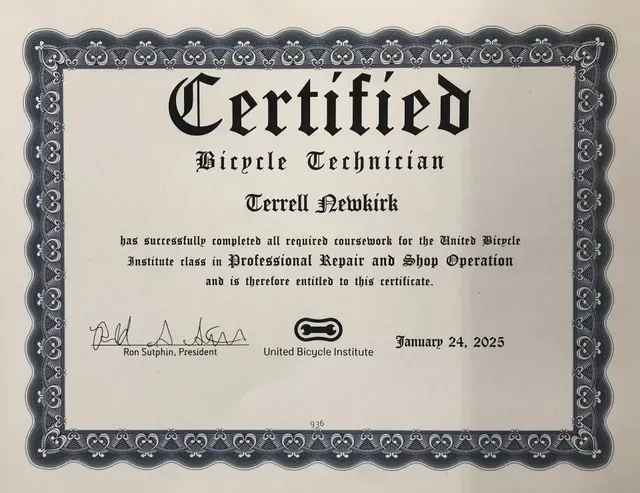 Certified
Bicycle Technician
Terrell Newkirk
has successfully completed all required coursework for the United Bicycle
Institute class in Professional Repair and Shop Operation
and is therefore entitled to this certificate.
Ron Sutphin, President
United Bicycle Institute
January 24, 2025
936